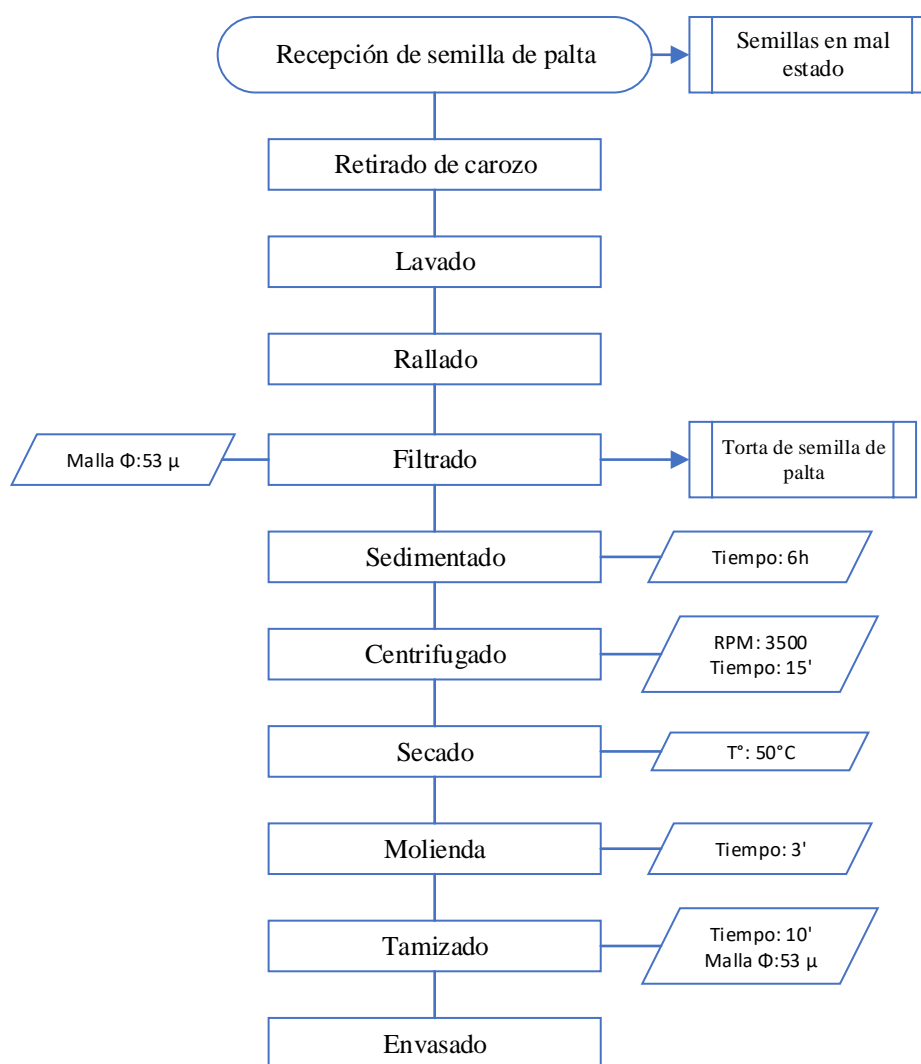 Recepción de semilla de palta
Semillas en mal
estado
Retirado de carozo
Lavado
Rallado
Malla Φ:53 µ
Filtrado
Torta de semilla de
palta
Sedimentado
Tiempo: 6h
Centrifugado
RPM: 3500
Tiempo: 15'
Secado
T°: 50°C
Molienda
Tiempo: 3'
Tamizado
Tiempo: 10'
Malla Φ:53 µ
Envasado